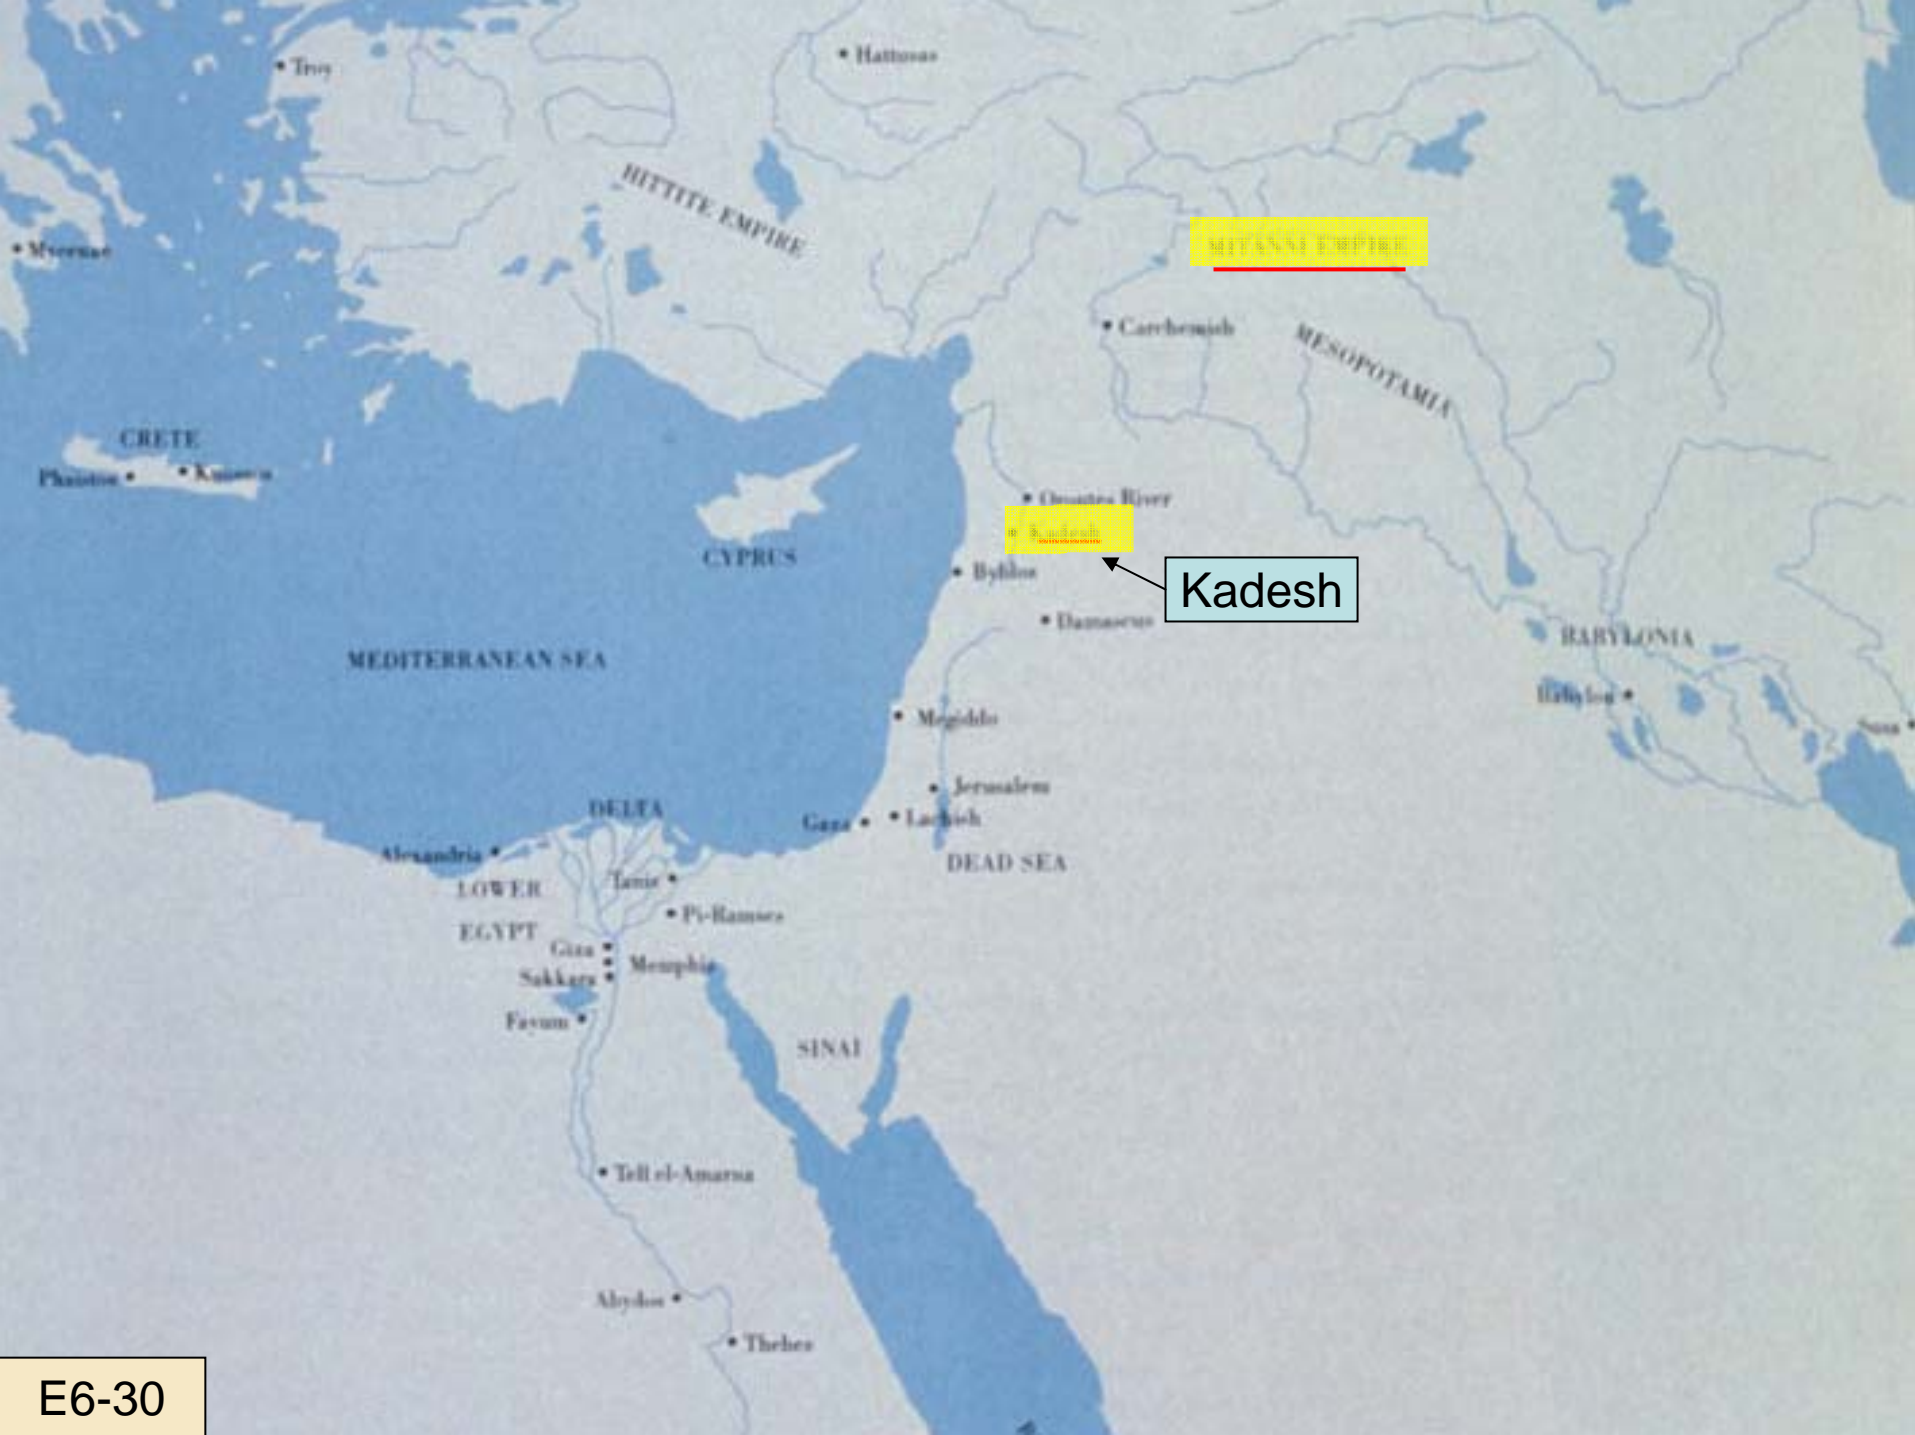 Troy
Hattusas
HITTITE EMPIRE
Mycenae
MITANNI EMPIRE
Carchemish
MESOPOTAMIA
CRETE
Phaistos
Knossos
Orontes River
Kadesh
CYPRUS
Byblos
Kadesh
Damascus
BABYLONIA
MEDITERRANEAN SEA
Babylon
Megiddo
Susa
Jerusalem
DELTA
Gaza
Lachish
Alexandria
DEAD SEA
LOWER
EGYPT
Tanis
Pi-Ramses
Giza
Memphis
Sakkara
Fayum
SINAI
Tell el-Amarna
Abydos
Thebes
E6-30